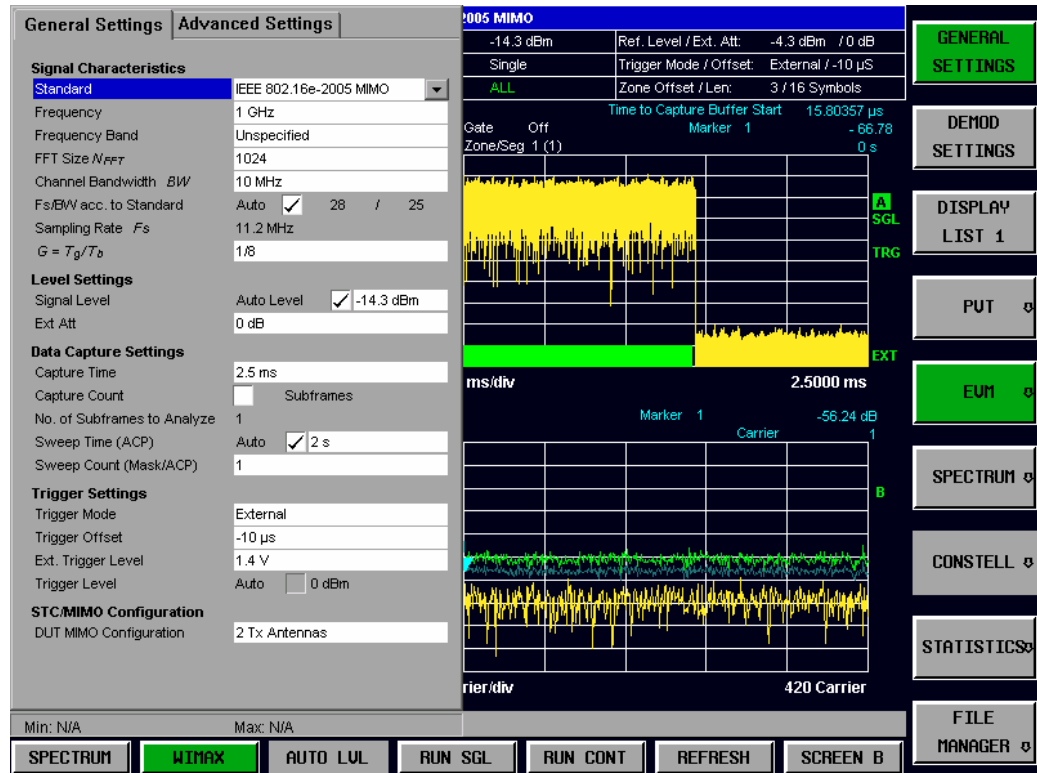 General Settings Advanced Settings
Signal Characteristics
Standard IEEE 802.16e-2005 MIMO
Frequency 1 GHz
Frequency Band Unspecified
FFT Size NFFT 1024
Channel Bandwidth BW 10 MHz
Fs/BW acc. to Standard Auto 28 / 25
Sampling Rate Fs 11.2 MHz
G = Tg/Tb 1/8
Level Settings
Signal Level Auto Level -14.3 dBm
Ext Att 0 dB
Data Capture Settings
Capture Time 2.5 ms
Capture Count Subframes
No. of Subframes to Analyze 1
Sweep Time (ACP) Auto 2 s
Sweep Count (Mask/ACP) 1
Trigger Settings
Trigger Mode External
Trigger Offset -10 µs
Ext. Trigger Level 1.4 V
Trigger Level Auto 0 dBm
STC/MIMO Configuration
DUT MIMO Configuration 2 Tx Antennas
Min: N/A Max: N/A
2005 MIMO
-14.3 dBm Ref. Level / Ext. Att: -4.3 dBm / 0 dB
Single Trigger Mode / Offset: External / -10 µS
ALL Zone Offset / Len: 3 / 16 Symbols
Time to Capture Buffer Start 15.80357 µs
Gate Off Marker 1 - 66.78
Zone/Seg 1 (1) 0 s
A
SGL
TRG
EXT
ms/div 2.5000 ms
Marker 1 -56.24 dB
Carrier 1
B
rier/div 420 Carrier
GENERAL
SETTINGS
DEMOD
SETTINGS
DISPLAY
LIST 1
PVT
EVM
SPECTRUM
CONSTELL
STATISTICS
FILE
MANAGER
SPECTRUM WIMAX AUTO LVL RUN SGL RUN CONT REFRESH SCREEN B